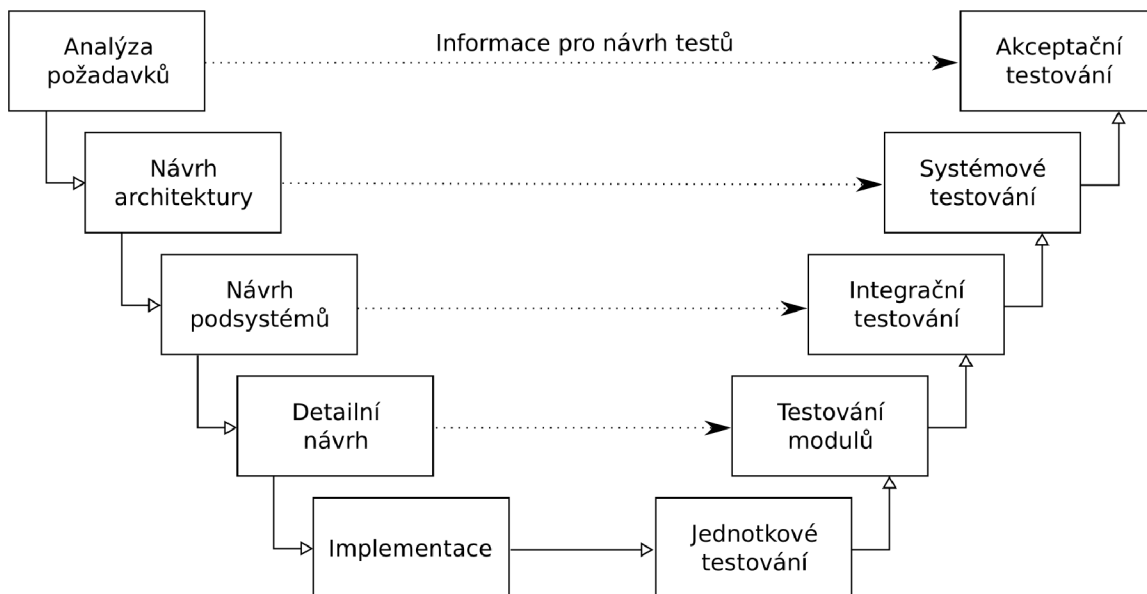 Analýza
požadavků
Informace pro návrh testů
Akceptační
testování
Návrh
architektury
Systémové
testování
Návrh
podsystémů
Integrační
testování
Detailní
návrh
Testování
modulů
Implementace
Jednotkové
testování